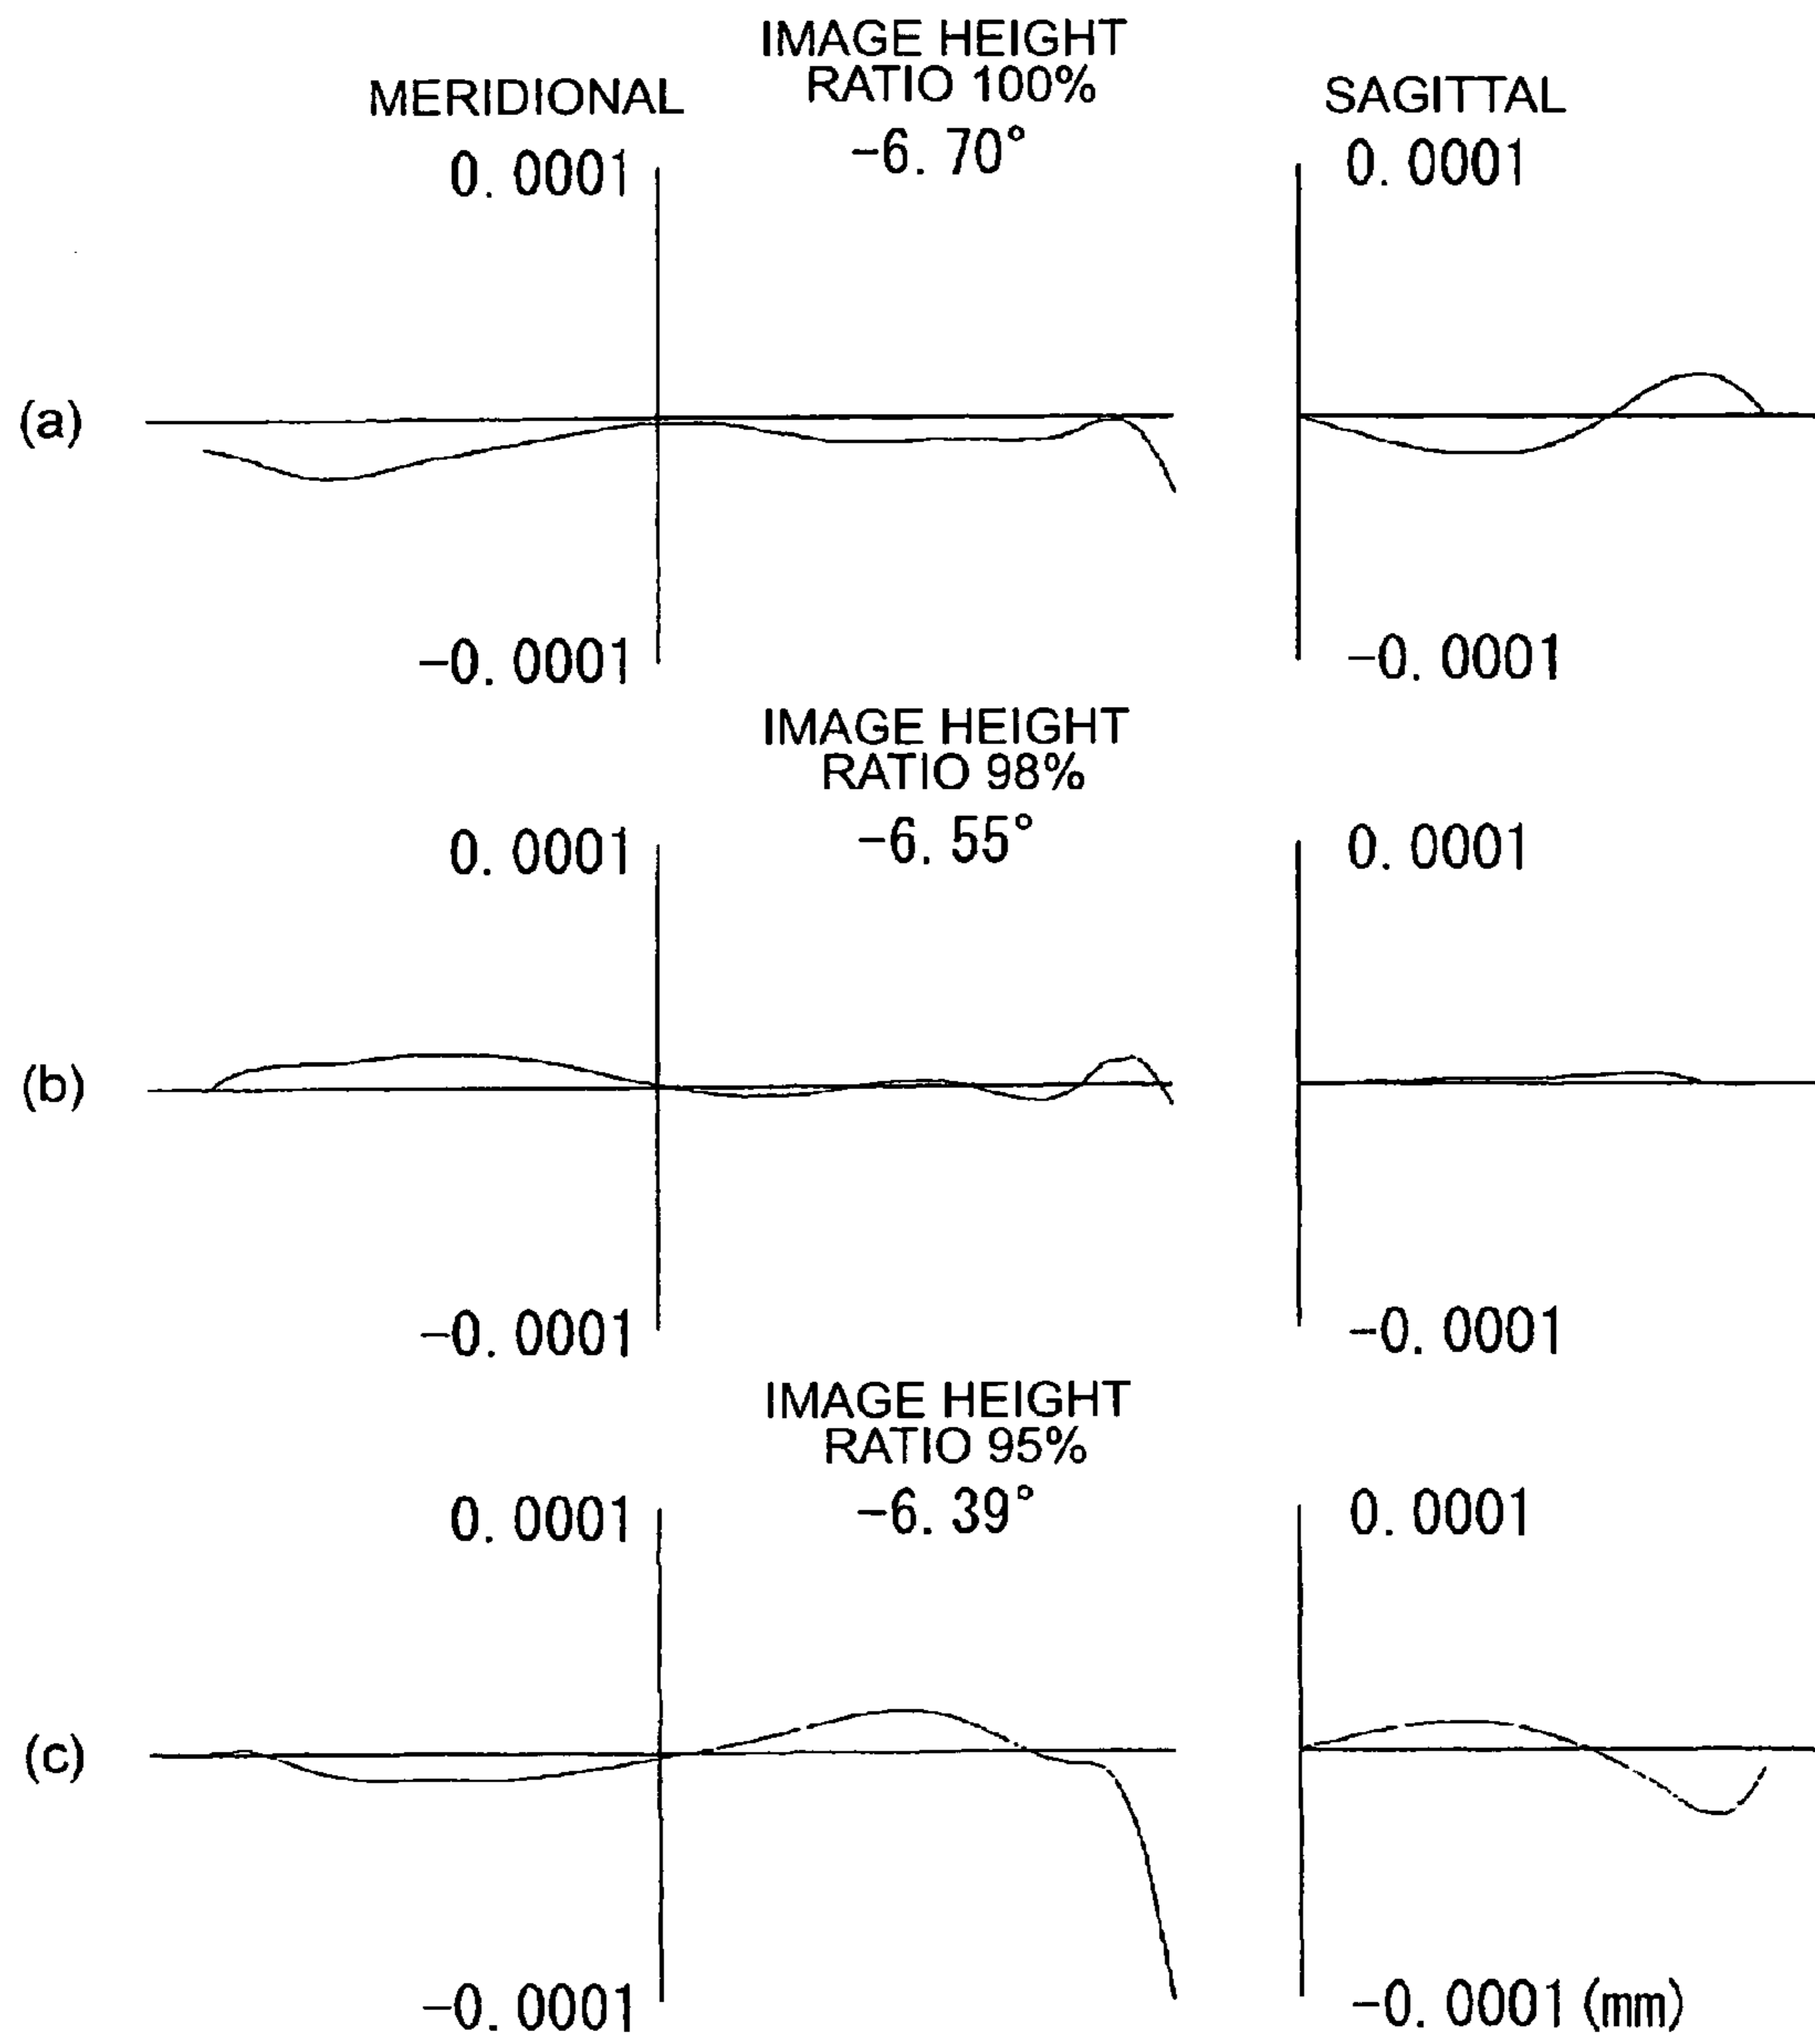 IMAGE HEIGHT
RATIO 100%
MERIDIONAL
SAGITTAL
-6. 70°
0. 0001
0. 0001
(a)
-0. 0001
-0. 0001
IMAGE HEIGHT
RATIO 98%
-6. 55°
0. 0001
0. 0001
(b)
-0. 0001
-0. 0001
IMAGE HEIGHT
RATIO 95%
-6. 39°
0. 0001
0. 0001
(c)
-0. 0001
-0. 0001 (mm)